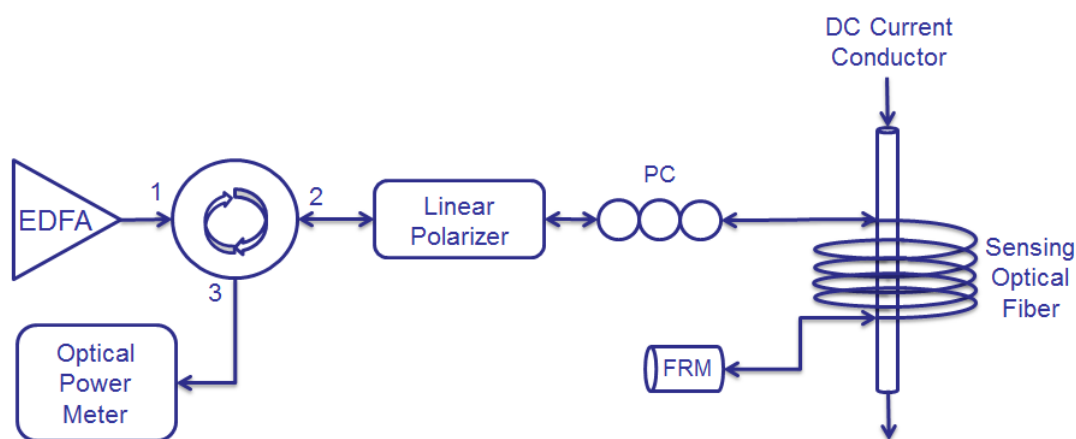 DC Current
Conductor
EDFA
1
2
3
Linear
Polarizer
PC
Sensing
Optical
Fiber
FRM
Optical
Power
Meter